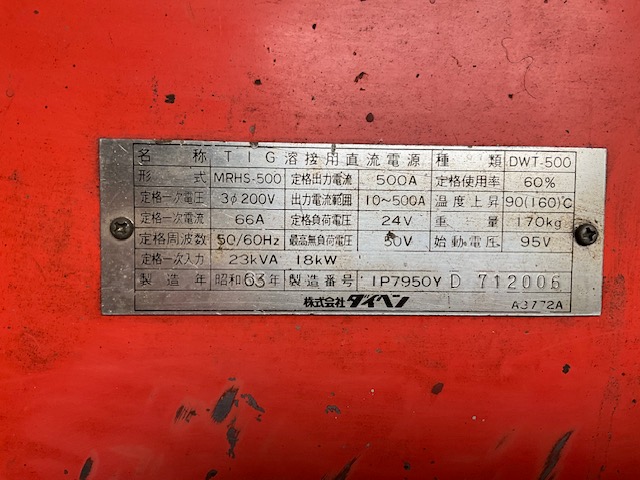 名称 TIG溶接用直流電源 種類 DWT-500
形式 MRHS-500 定格出力電流 500A 定格使用率 60%
定格一次電圧 3φ200V 出力電流範囲 10~500A 温度上昇 90(160)℃
定格一次電流 66A 定格負荷電圧 24V 重量 170kg
定格周波数 50/60Hz 最高無負荷電圧 50V 始動電圧 95V
定格一次入力 23kVA 18kW
製造年 昭和63年 製造番号 1P7950Y D 712006
株式会社ダイヘン A3772A